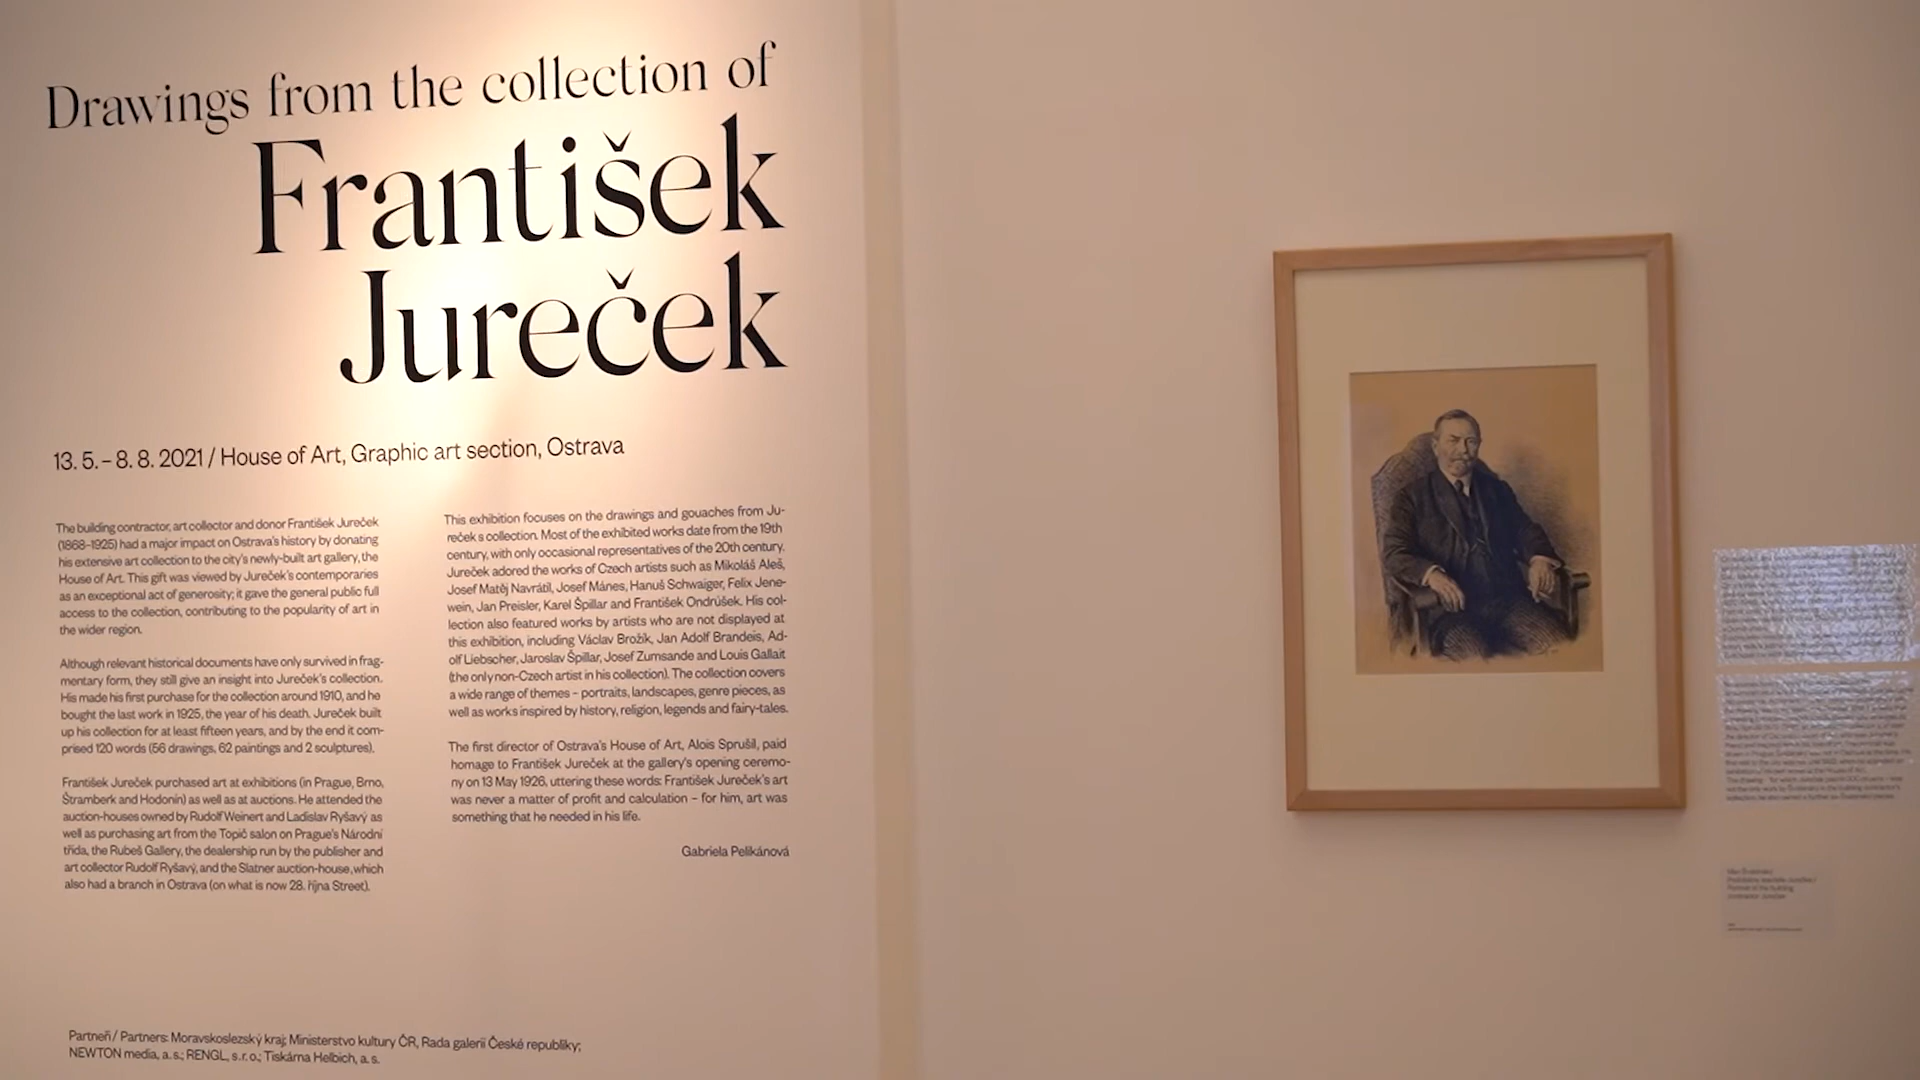 Drawings from the collection of
František
Jureček
13. 5. – 8. 8. 2021 / House of Art, Graphic art section, Ostrava
The building contractor, art collector and donor František Jureček
(1868–1925) had a major impact on Ostrava's history by donating
his extensive art collection to the city's newly-built art gallery, the
House of Art. This gift was viewed by Jureček's contemporaries
as an exceptional act of generosity; it gave the general public full
access to the collection, contributing to the popularity of art in
the wider region.
Although relevant historical documents have only survived in frag-
mentary form, they still give an insight into Jureček's collection.
His made his first purchase for the collection around 1910, and he
bought the last work in 1925, the year of his death. Jureček built
up his collection for at least fifteen years, and by the end it com-
prised 120 words (56 drawings, 62 paintings and 2 sculptures).
František Jureček purchased art at exhibitions (in Prague, Brno,
Štramberk and Hodonín) as well as at auctions. He attended the
auction-houses owned by Rudolf Weinert and Ladislav Ryšavý as
well as purchasing art from the Topič salon on Prague's Národní
třída, the Rubeš Gallery, the dealership run by the publisher and
art collector Rudolf Ryšavý, and the Slatner auction-house, which
also had a branch in Ostrava (on what is now 28. října Street).
This exhibition focuses on the drawings and gouaches from Ju-
reček s collection. Most of the exhibited works date from the 19th
century, with only occasional representatives of the 20th century.
Jureček adored the works of Czech artists such as Mikoláš Aleš,
Josef Matěj Navrátil, Josef Mánes, Hanuš Schwaiger, Felix Jene-
wein, Jan Preisler, Karel Špillar and František Ondrúšek. His col-
lection also featured works by artists who are not displayed at
this exhibition, including Václav Brožík, Jan Adolf Brandeis, Ad-
olf Liebscher, Jaroslav Špillar, Josef Zumsande and Louis Gallait
(the only non-Czech artist in his collection). The collection covers
a wide range of themes – portraits, landscapes, genre pieces, as
well as works inspired by history, religion, legends and fairy-tales.
The first director of Ostrava's House of Art, Alois Sprušil, paid
homage to František Jureček at the gallery's opening ceremo-
ny on 13 May 1926, uttering these words: František Jureček's art
was never a matter of profit and calculation – for him, art was
something that he needed in his life.
Gabriela Pelikánová
Partneři / Partners: Moravskoslezský kraj; Ministerstvo kultury ČR, Rada galerií České republiky;
NEWTON media, a. s.; RENGL, s. r. o.; Tiskárna Helbich, a. s.